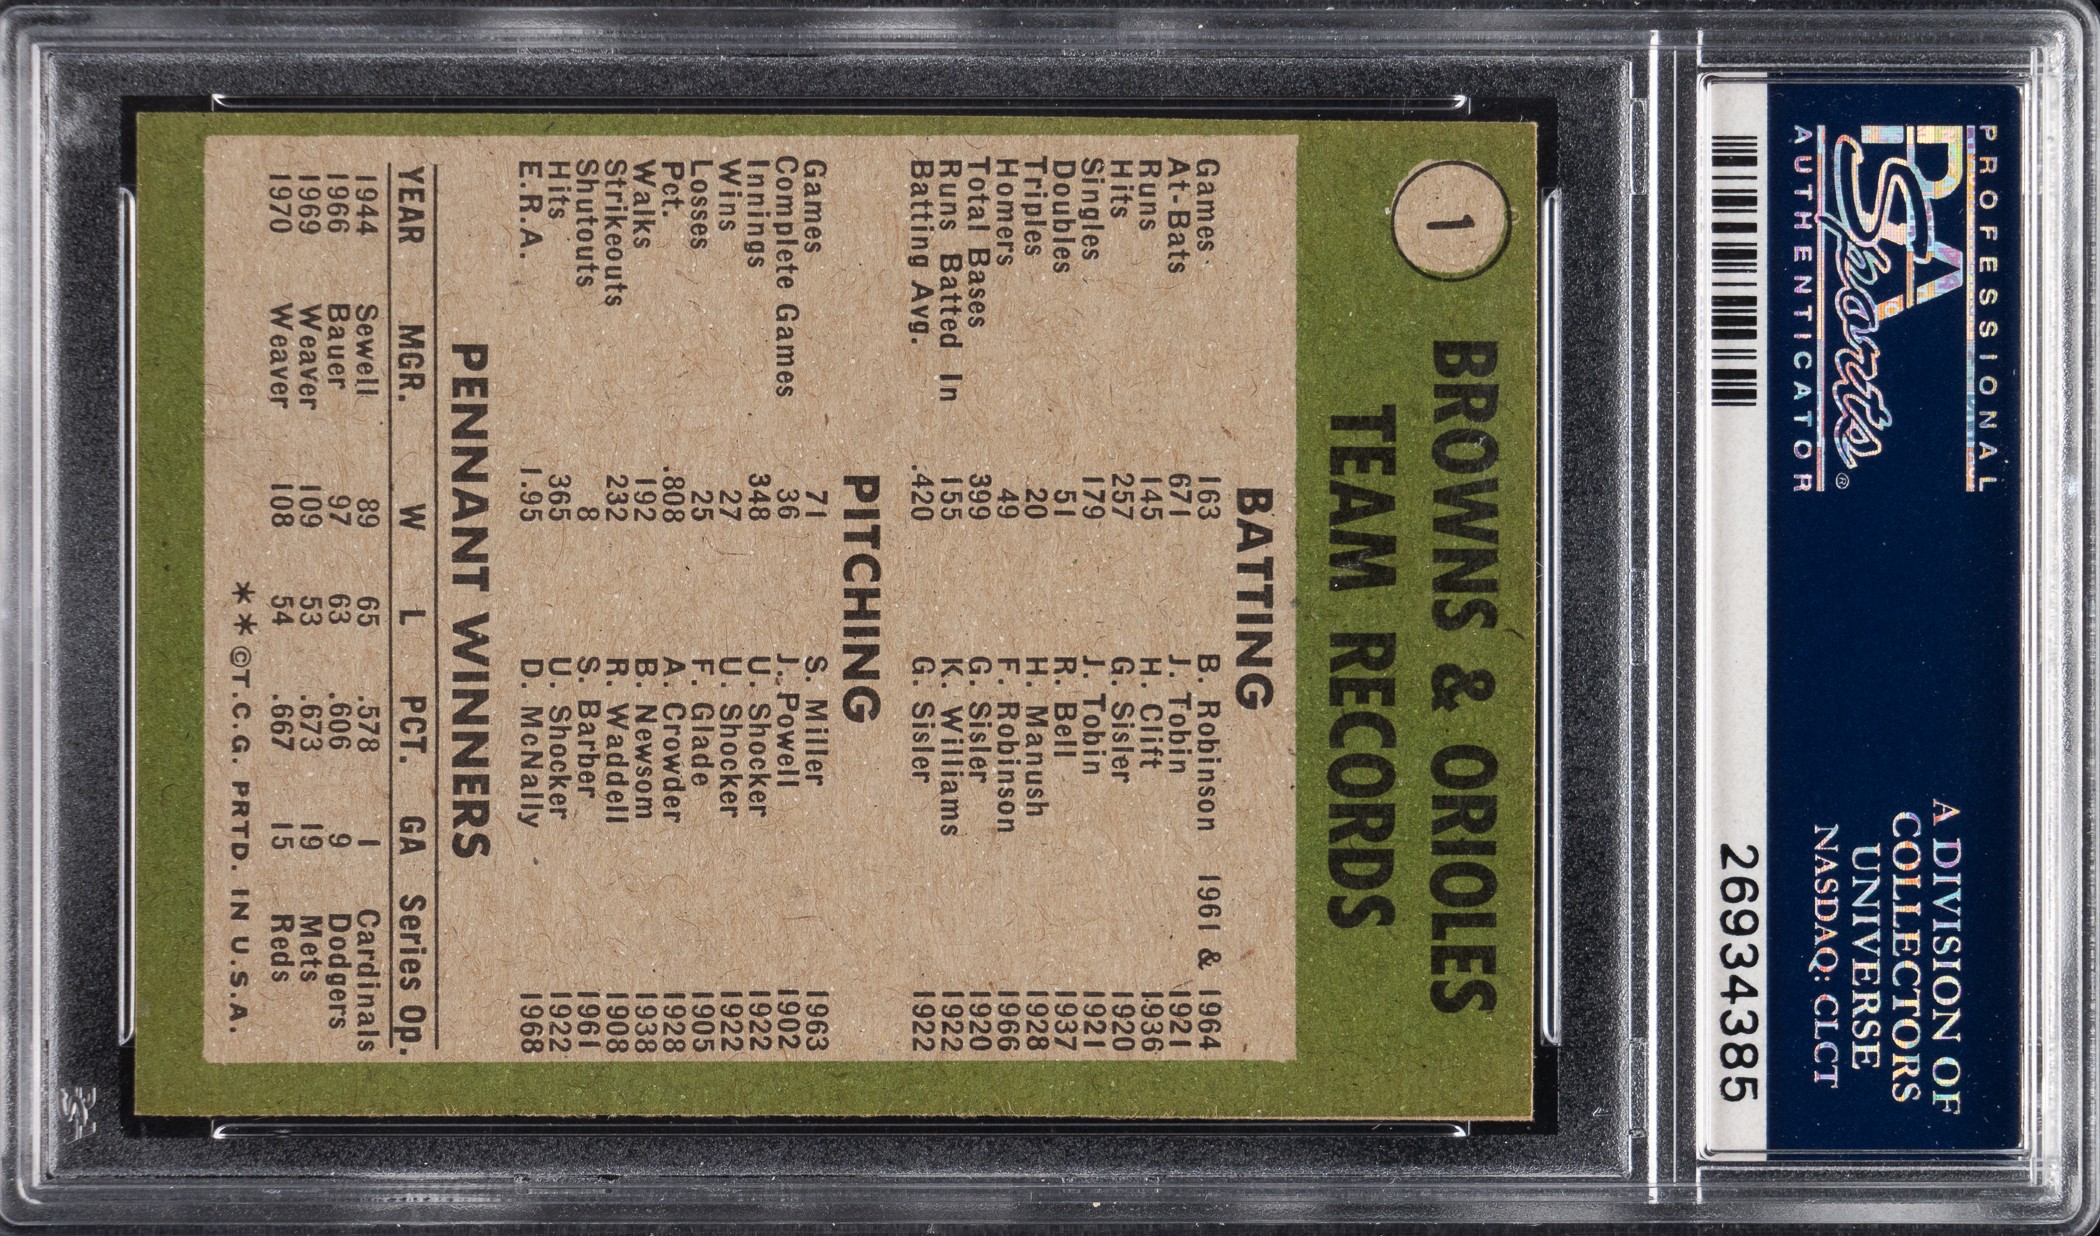 PROFESSIONAL
PSA
Sports®
AUTHENTICATOR
A DIVISION OF
COLLECTORS
UNIVERSE
NASDAQ: CLCT
26934385
1
BROWNS & ORIOLES
TEAM RECORDS
BATTING
Games 163 B. Robinson 1961 & 1964
At-Bats 671 J. Tobin 1921
Runs 145 H. Clift 1936
Hits 257 G. Sisler 1920
Singles 179 J. Tobin 1921
Doubles 51 R. Bell 1937
Triples 20 H. Manush 1928
Homers 49 F. Robinson 1966
Total Bases 399 G. Sisler 1920
Runs Batted In 155 K. Williams 1922
Batting Avg. .420 G. Sisler 1922
PITCHING
Games 71 S. Miller 1963
Complete Games 36 J. Powell 1902
Innings 348 U. Shocker 1922
Wins 27 U. Shocker 1922
Losses 25 F. Glade 1905
Pct. .808 A. Crowder 1928
Walks 192 B. Newsom 1938
Strikeouts 232 R. Waddell 1908
Shutouts 8 S. Barber 1961
Hits 365 U. Shocker 1922
E.R.A. 1.95 D. McNally 1968
PENNANT WINNERS
YEAR MGR. W L PCT. GA Series Op.
1944 Sewell 89 65 .578 1 Cardinals
1966 Bauer 97 63 .606 9 Dodgers
1969 Weaver 109 53 .673 19 Mets
1970 Weaver 108 54 .667 15 Reds
**©T.C.G. PRTD. IN U.S.A.